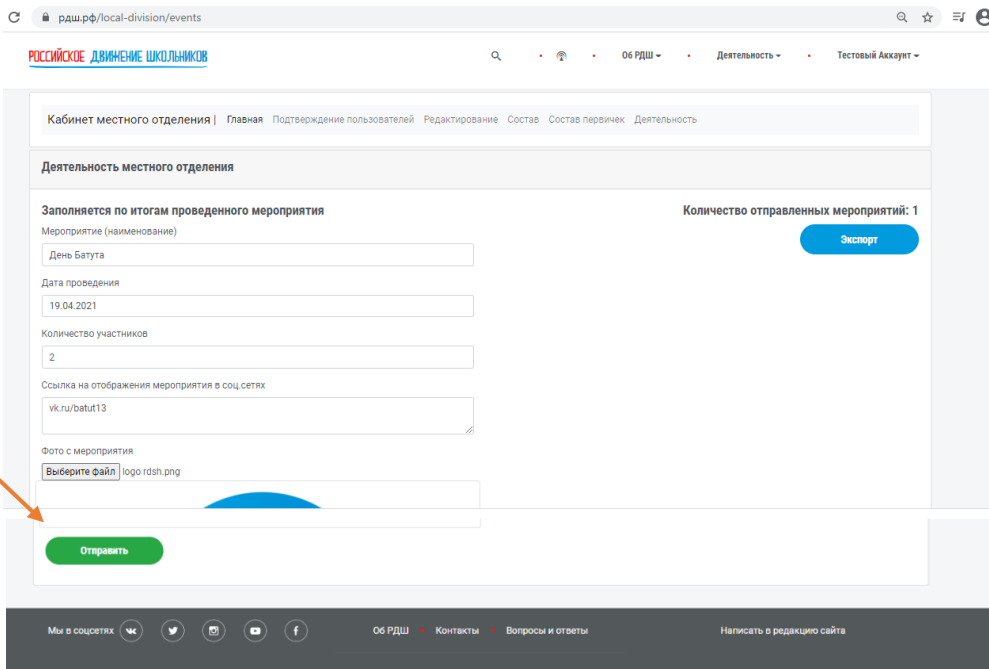 рдш.рф/local-division/events
РОССИЙСКОЕ ДВИЖЕНИЕ ШКОЛЬНИКОВ
Об РДШ
Деятельность
Тестовый Аккаунт
Кабинет местного отделения | Главная Подтверждение пользователей Редактирование Состав Состав первичек Деятельность
Деятельность местного отделения
Заполняется по итогам проведенного мероприятия
Количество отправленных мероприятий: 1
Экспорт
Мероприятие (наименование)
День Батута
Дата проведения
19.04.2021
Количество участников
2
Ссылка на отображения мероприятия в соц.сетях
vk.ru/batut13
Фото с мероприятия
Выберите файл logo rdsh.png
Отправить
Мы в соцсетях
Об РДШ
Контакты
Вопросы и ответы
Написать в редакцию сайта